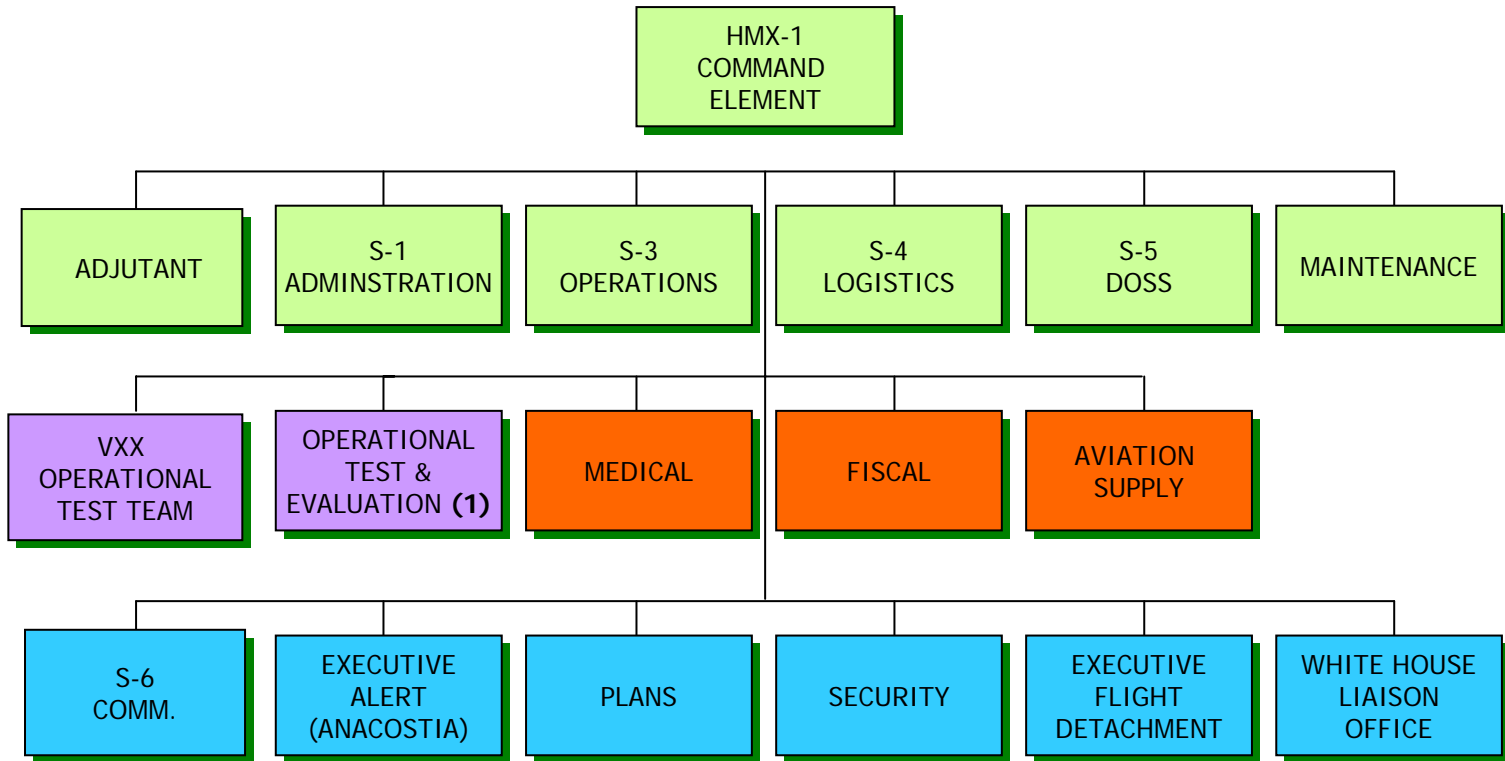 HMX-1
COMMAND
ELEMENT
ADJUTANT
S-1
ADMINSTRATION
S-3
OPERATIONS
S-4
LOGISTICS
S-5
DOSS
MAINTENANCE
VXX
OPERATIONAL
TEST TEAM
OPERATIONAL
TEST &
EVALUATION (1)
MEDICAL
FISCAL
AVIATION
SUPPLY
S-6
COMM.
EXECUTIVE
ALERT
(ANACOSTIA)
PLANS
SECURITY
EXECUTIVE
FLIGHT
DETACHMENT
WHITE HOUSE
LIAISON
OFFICE